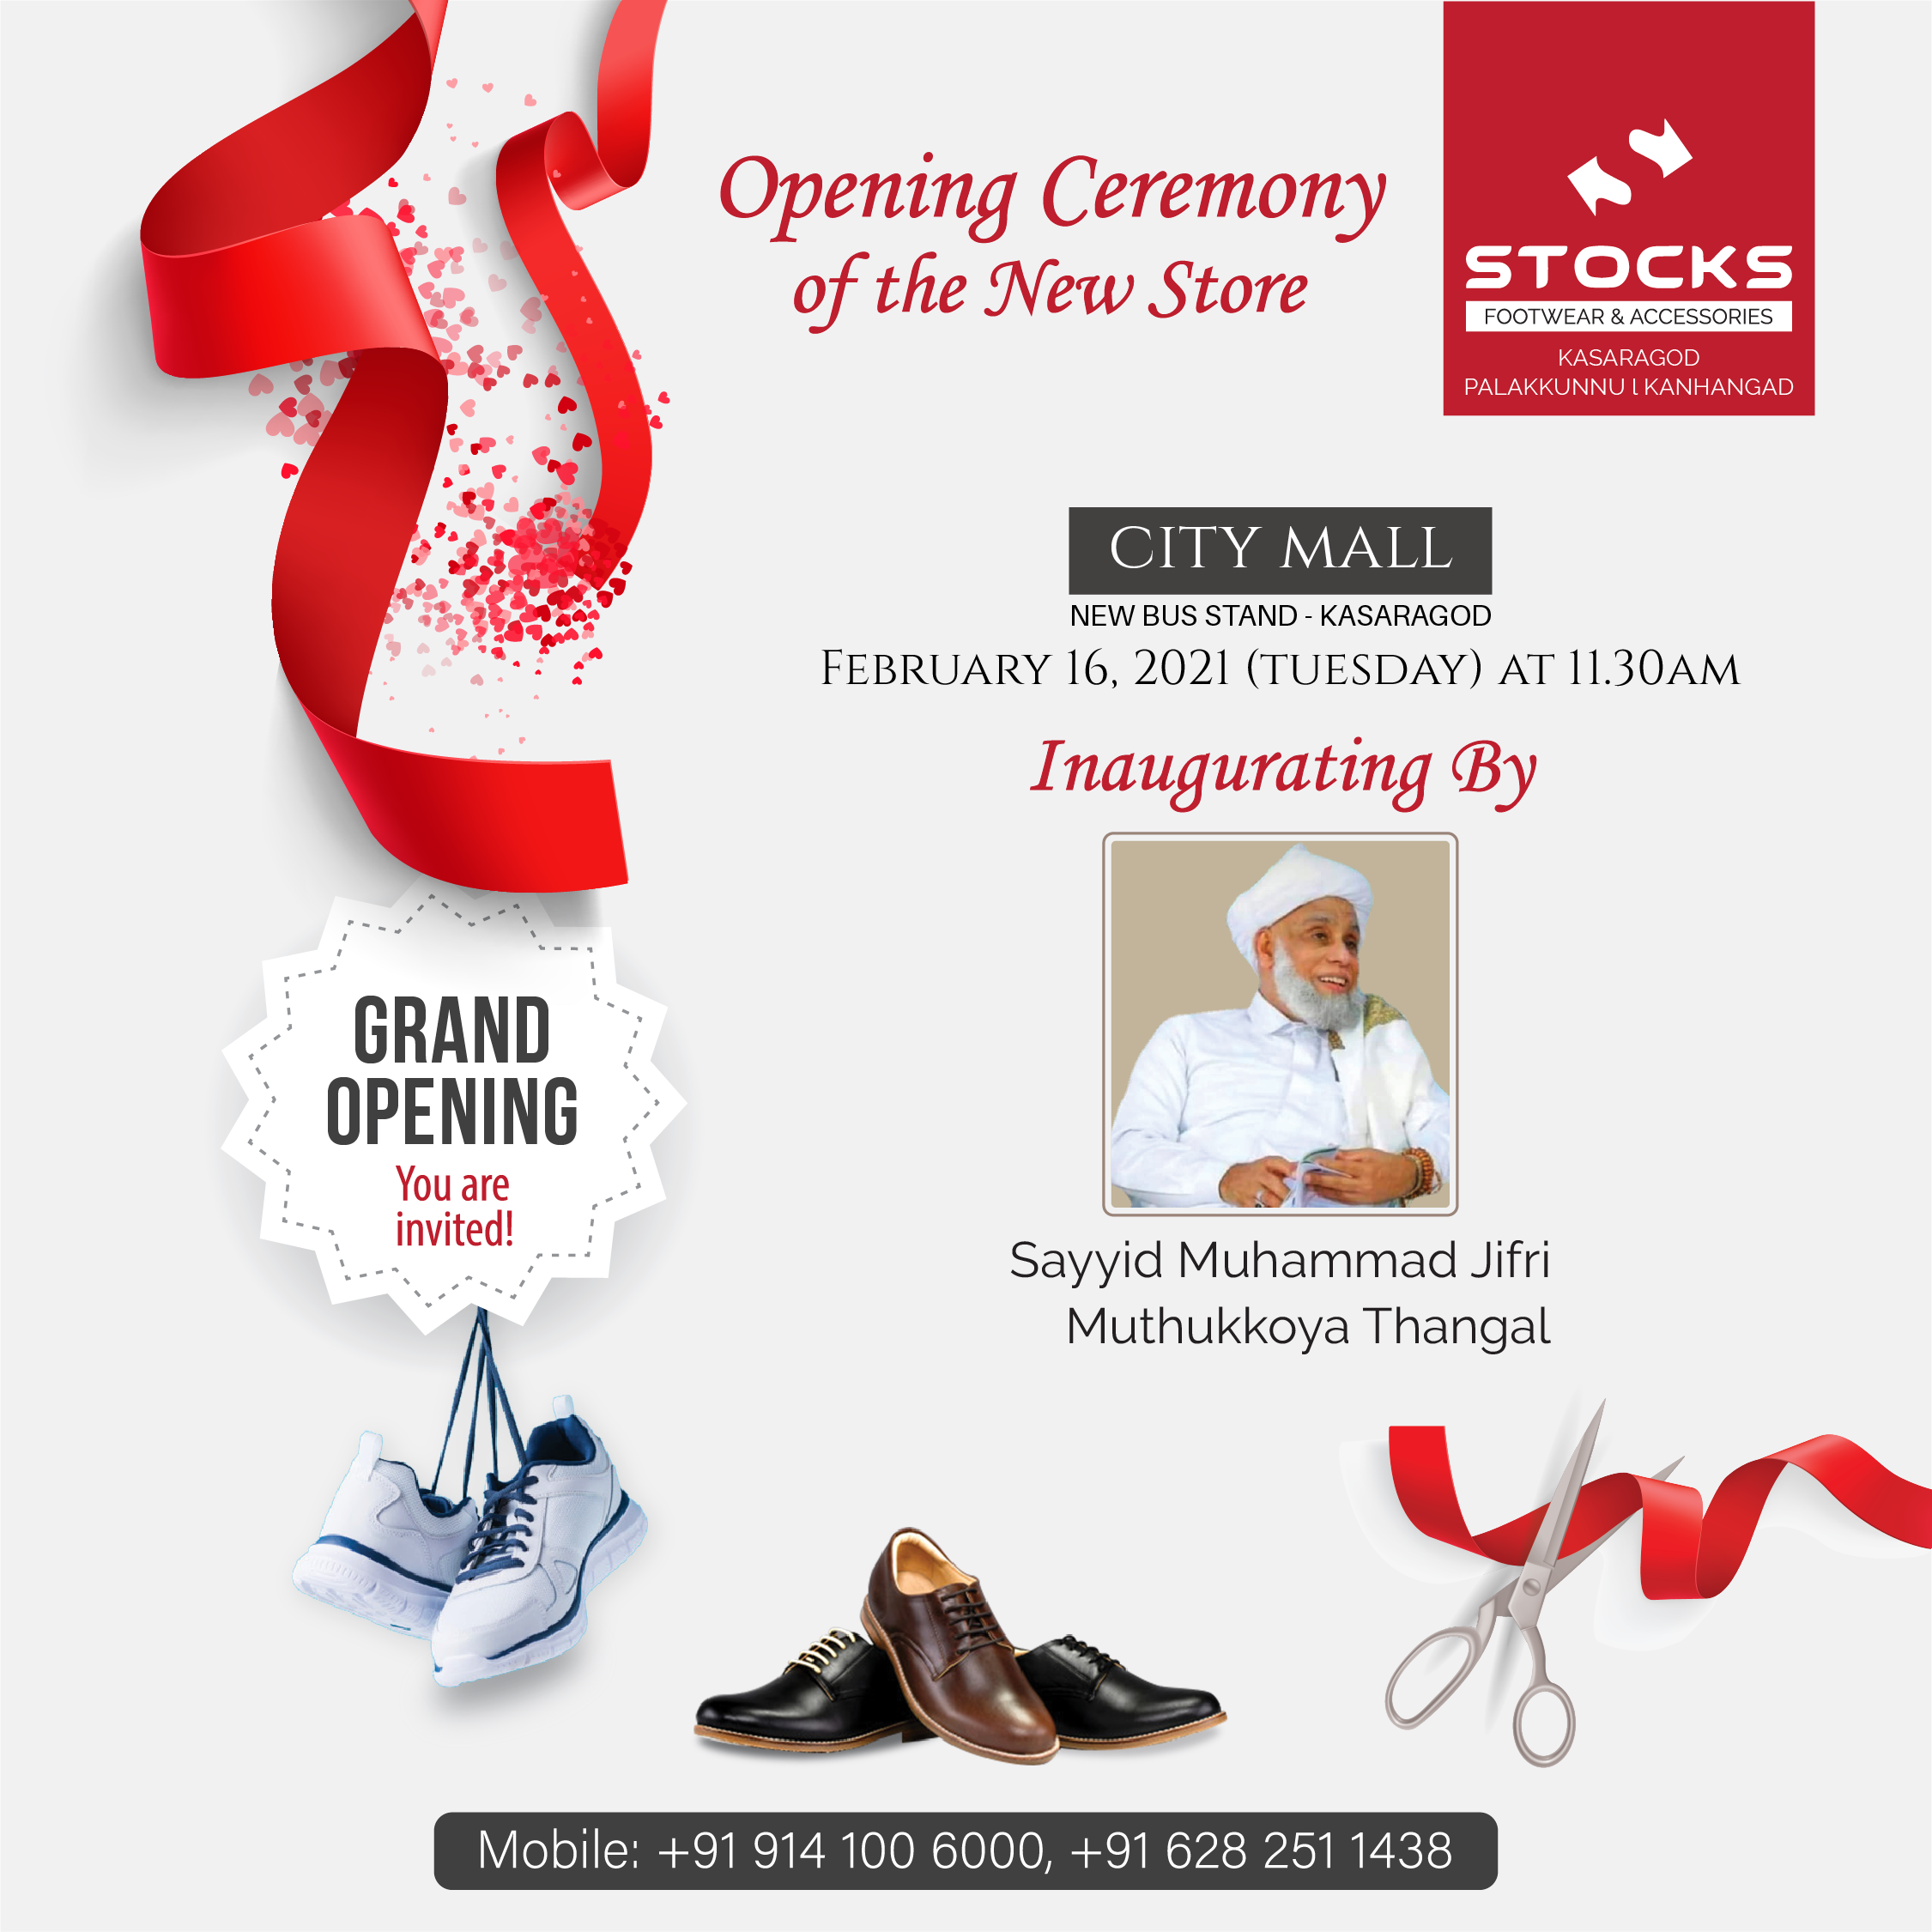 Opening Ceremony
of the New Store
STOCKS
FOOTWEAR & ACCESSORIES
KASARAGOD
PALAKKUNNU l KANHANGAD
CITY MALL
NEW BUS STAND - KASARAGOD
February 16, 2021 (Tuesday) at 11.30am
Inaugurating By
Sayyid Muhammad Jifri
Muthukkoya Thangal
GRAND
OPENING
You are
invited!
Mobile: +91 914 100 6000, +91 628 251 1438